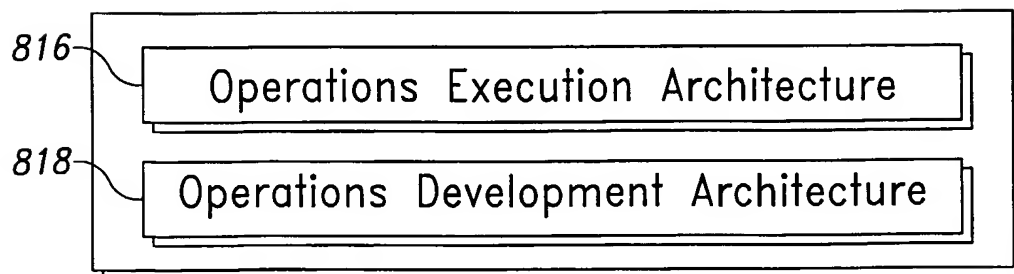 816
Operations Execution Architecture
818
Operations Development Architecture